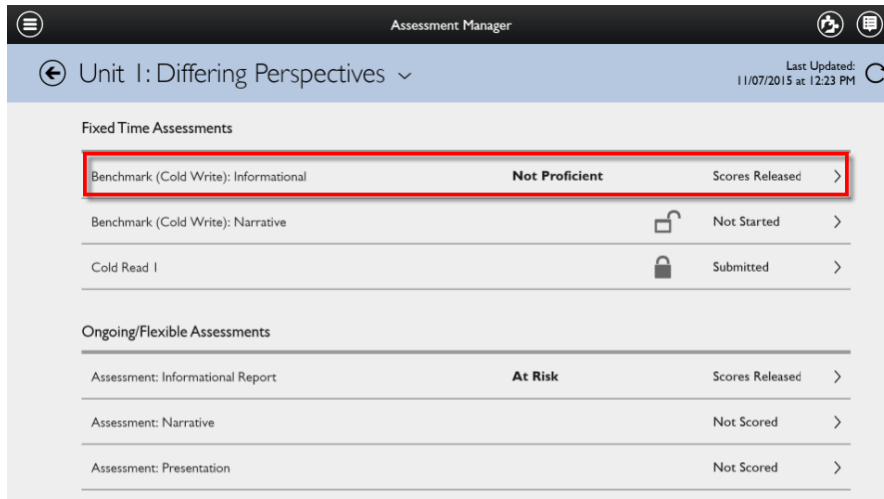 Assessment Manager
Unit 1: Differing Perspectives
Last Updated:
11/07/2015 at 12:23 PM
Fixed Time Assessments
Benchmark (Cold Write): Informational Not Proficient Scores Released
Benchmark (Cold Write): Narrative Not Started
Cold Read 1 Submitted
Ongoing/Flexible Assessments
Assessment: Informational Report At Risk Scores Released
Assessment: Narrative Not Scored
Assessment: Presentation Not Scored